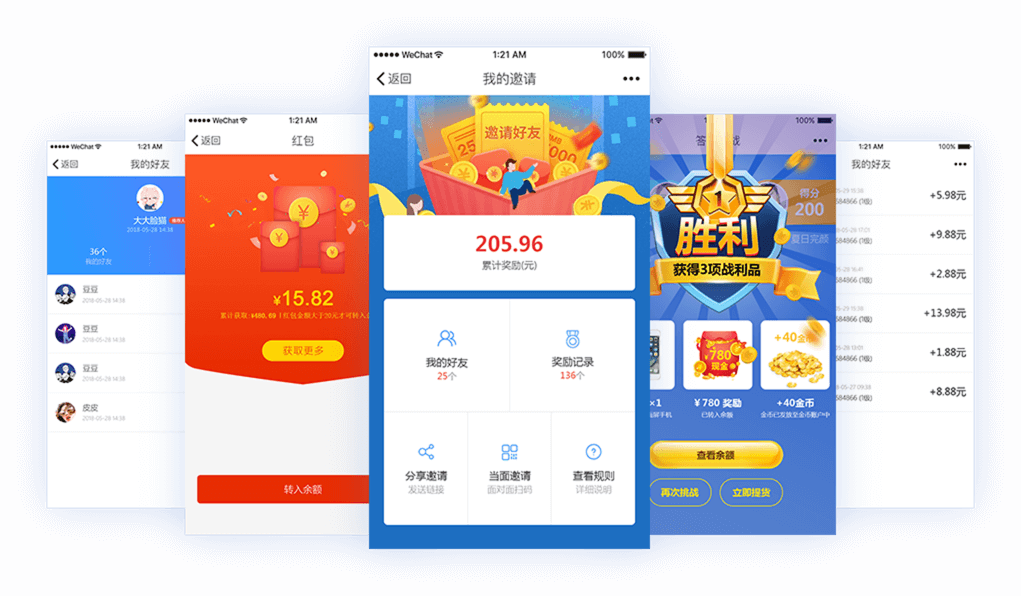 WeChat 1:21 AM
返回 我的好友
大大脸猫
2018-05-28 14:38
36个
我的好友
豆豆
2018-05-28 14:38
豆豆
2018-05-28 14:38
豆豆
2018-05-28 14:38
皮皮
2018-05-28 14:38
WeChat 1:21 AM
返回 红包
¥15.82
累计获取: ¥480.69 | 红包金额大于20元才可转入
获取更多
转入余额
WeChat 1:21 AM 100%
返回 我的邀请
邀请好友
205.96
累计奖励(元)
我的好友
25个
奖励记录
136个
分享邀请
发送链接
当面邀请
面对面扫码
查看规则
详细说明
1:21 AM 100%
答 战
得分
200
1
胜利
获得3项战利品
¥780
现金
+40金币
×1
¥780 奖励
已转入余额
+40金币
金币已发放至金币账户中
查看余额
再次挑战
立即提货
1:21 AM 100%
我的好友
+5.98元
584866 (1级)
+9.88元
584866 (1级)
+2.88元
584866 (1级)
+13.98元
584866 (1级)
+1.88元
584866 (1级)
05-27 09:38
+8.88元
584866 (1级)